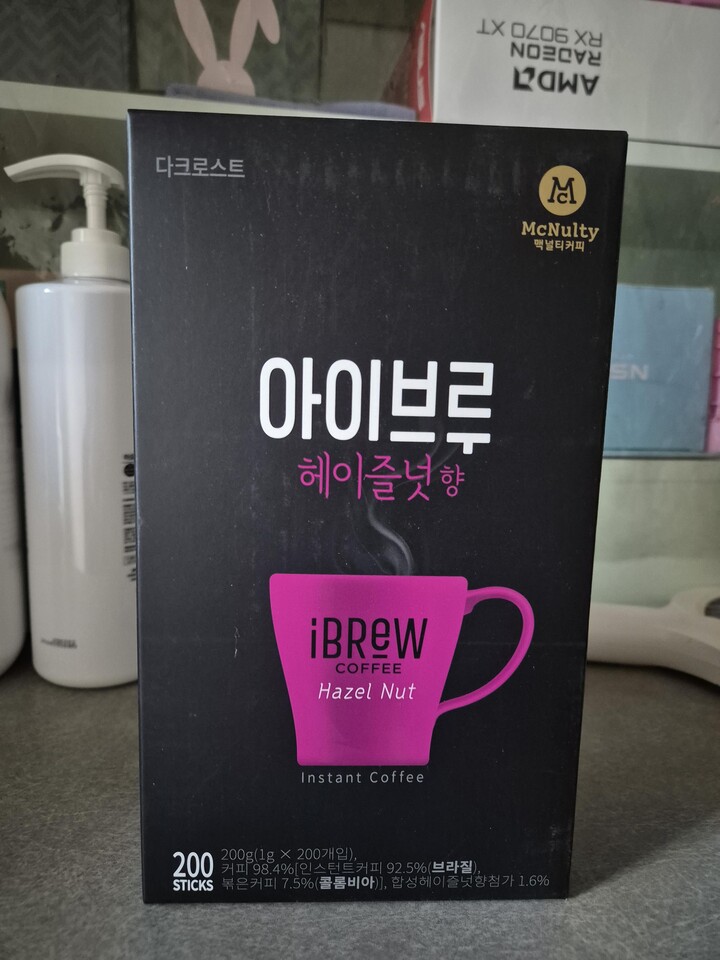 AMD
RADEON
RX 9070 XT
다크로스트
Mc
McNulty
맥널티커피
아이브루
헤이즐넛향
iBREW
COFFEE
Hazel Nut
Instant Coffee
200
STICKS
200g(1g × 200개입),
커피 98.4%[인스턴트커피 92.5%(브라질),
볶은커피 7.5%(콜롬비아)], 합성헤이즐넛향첨가 1.6%